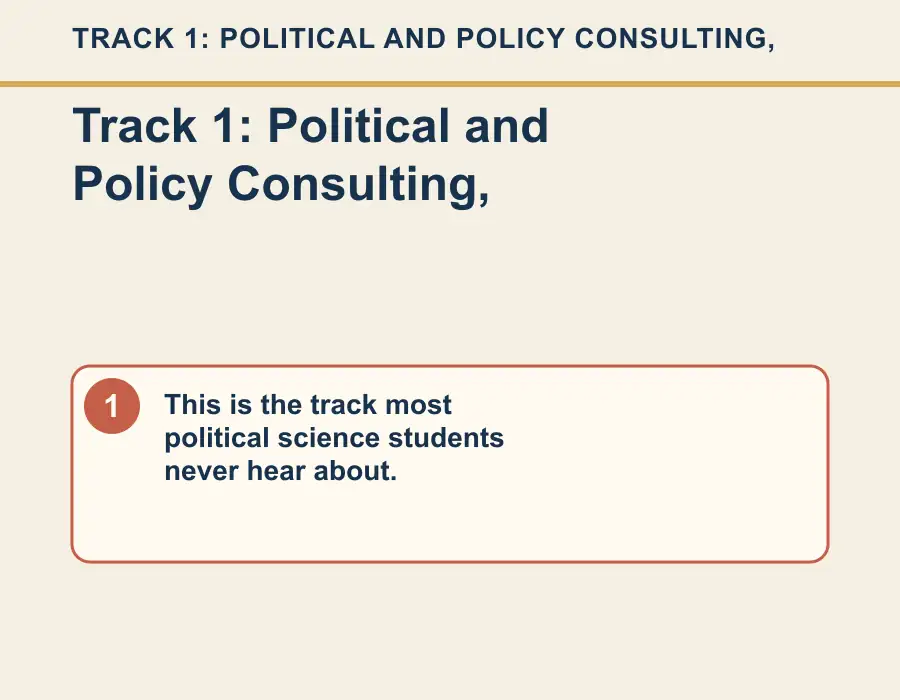 TRACK 1: POLITICAL AND POLICY CONSULTING,
Track 1: Political and
Policy Consulting,
1
This is the track most
political science students
never hear about.